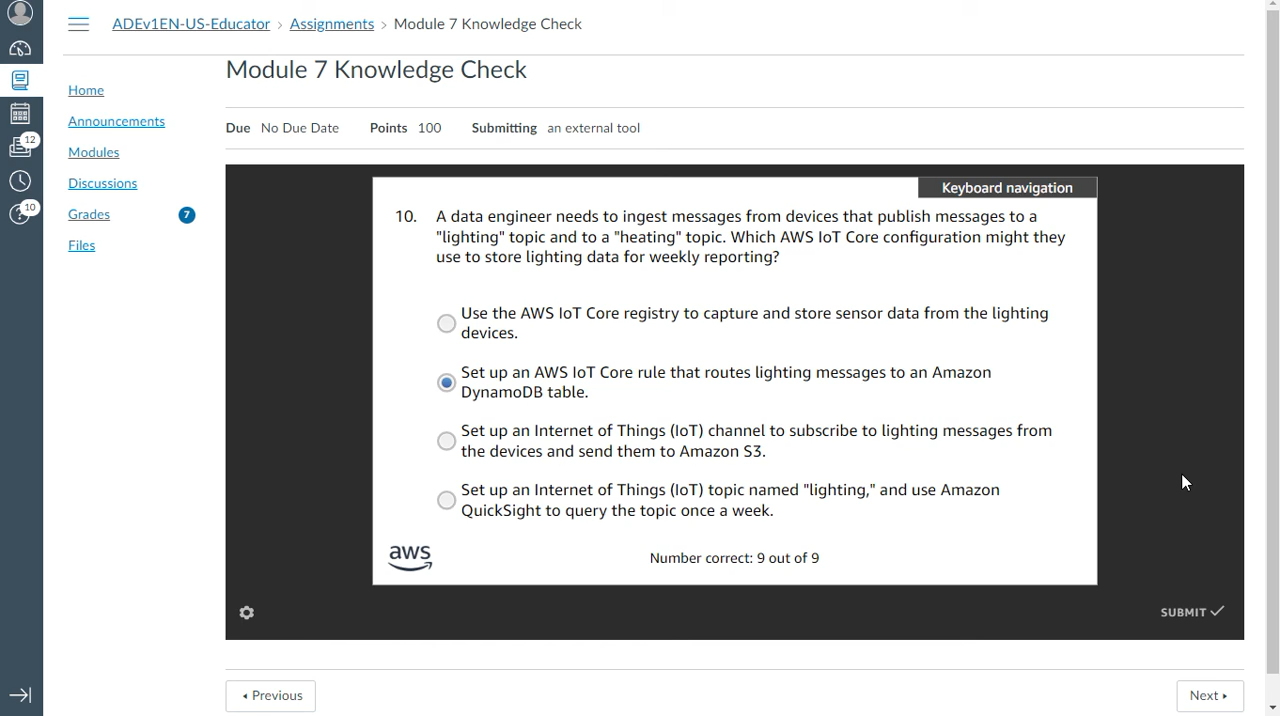 ADEv1EN-US-Educator › Assignments › Module 7 Knowledge Check
Module 7 Knowledge Check
Home
Announcements
Modules
Discussions
Grades 7
Files
12
10
Due No Due Date Points 100 Submitting an external tool
Keyboard navigation
10. A data engineer needs to ingest messages from devices that publish messages to a
"lighting" topic and to a "heating" topic. Which AWS IoT Core configuration might they
use to store lighting data for weekly reporting?
Use the AWS IoT Core registry to capture and store sensor data from the lighting
devices.
Set up an AWS IoT Core rule that routes lighting messages to an Amazon
DynamoDB table.
Set up an Internet of Things (IoT) channel to subscribe to lighting messages from
the devices and send them to Amazon S3.
Set up an Internet of Things (IoT) topic named "lighting," and use Amazon
QuickSight to query the topic once a week.
aws
Number correct: 9 out of 9
SUBMIT
Previous
Next